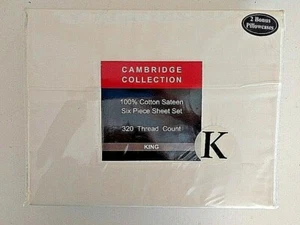 2 Bonus
Pillowcases
CAMBRIDGE
COLLECTION
100% Cotton Sateen
Six Piece Sheet Set
320 Thread Count
KING
K